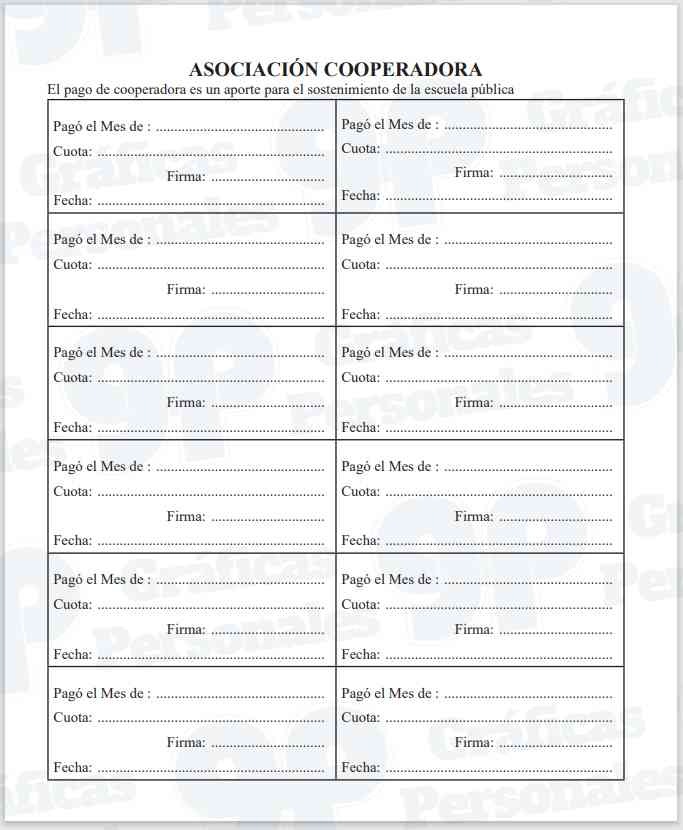 ASOCIACIÓN COOPERADORA
El pago de cooperadora es un aporte para el sostenimiento de la escuela pública
Pagó el Mes de : ................................................
Cuota: .................................................................
Firma: ................................
Fecha: .................................................................
Pagó el Mes de : ................................................
Cuota: .................................................................
Firma: ................................
Fecha: .................................................................
Pagó el Mes de : ................................................
Cuota: .................................................................
Firma: ................................
Fecha: .................................................................
Pagó el Mes de : ................................................
Cuota: .................................................................
Firma: ................................
Fecha: .................................................................
Pagó el Mes de : ................................................
Cuota: .................................................................
Firma: ................................
Fecha: .................................................................
Pagó el Mes de : ................................................
Cuota: .................................................................
Firma: ................................
Fecha: .................................................................
Pagó el Mes de : ................................................
Cuota: .................................................................
Firma: ................................
Fecha: .................................................................
Pagó el Mes de : ................................................
Cuota: .................................................................
Firma: ................................
Fecha: .................................................................
Pagó el Mes de : ................................................
Cuota: .................................................................
Firma: ................................
Fecha: .................................................................
Pagó el Mes de : ................................................
Cuota: .................................................................
Firma: ................................
Fecha: .................................................................
Pagó el Mes de : ................................................
Cuota: .................................................................
Firma: ................................
Fecha: .................................................................
Pagó el Mes de : ................................................
Cuota: .................................................................
Firma: ................................
Fecha: .................................................................
gp Gráficas
Personales